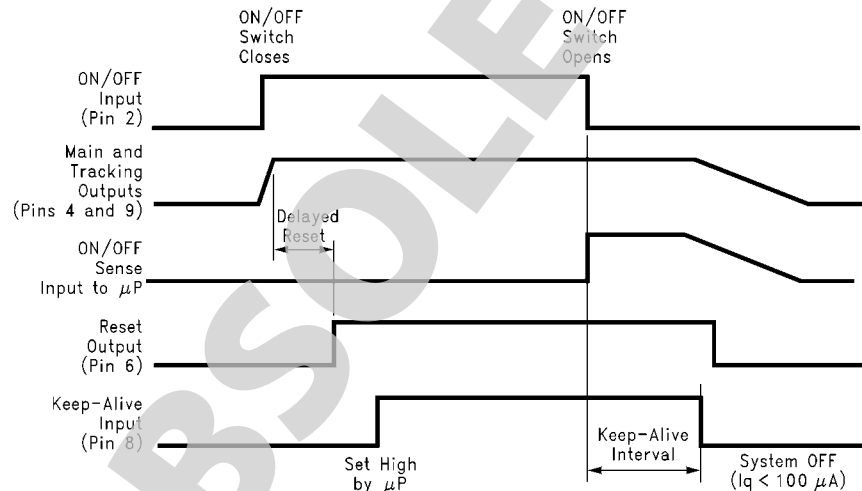 ON/OFF
Switch
Closes
ON/OFF
Switch
Opens
ON/OFF
Input
(Pin 2)
Main and
Tracking
Outputs
(Pins 4 and 9)
Delayed
Reset
ON/OFF
Sense
Input to μP
Reset
Output
(Pin 6)
Keep-Alive
Input
(Pin 8)
Set High
by μP
Keep-Alive
Interval
System OFF
(Iq < 100 μA)
BSOLE